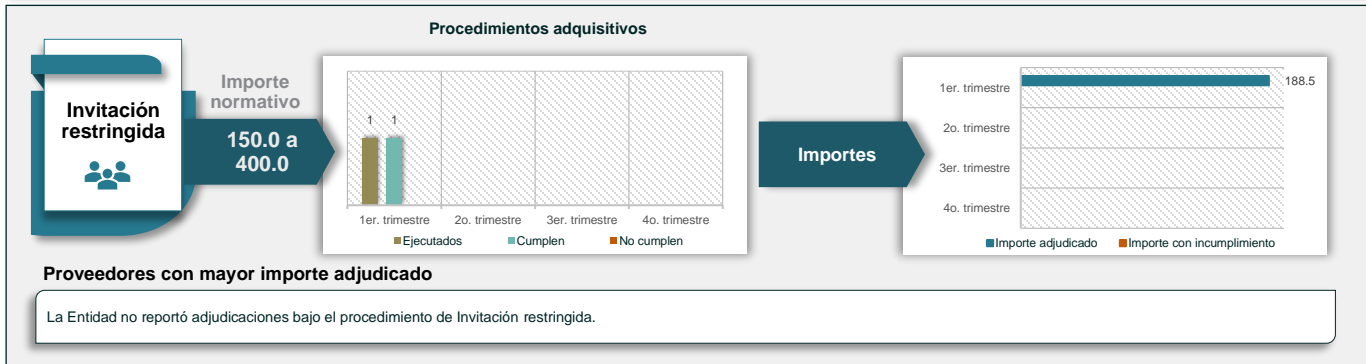 Procedimientos adquisitivos
Invitación
restringida
Importe
normativo
150.0 a
400.0
1 1
1er. trimestre 2o. trimestre 3er. trimestre 4o. trimestre
Ejecutados Cumplen No cumplen
Importes
1er. trimestre
188.5
2o. trimestre
3er. trimestre
4o. trimestre
Importe adjudicado Importe con incumplimiento
Proveedores con mayor importe adjudicado
La Entidad no reportó adjudicaciones bajo el procedimiento de Invitación restringida.